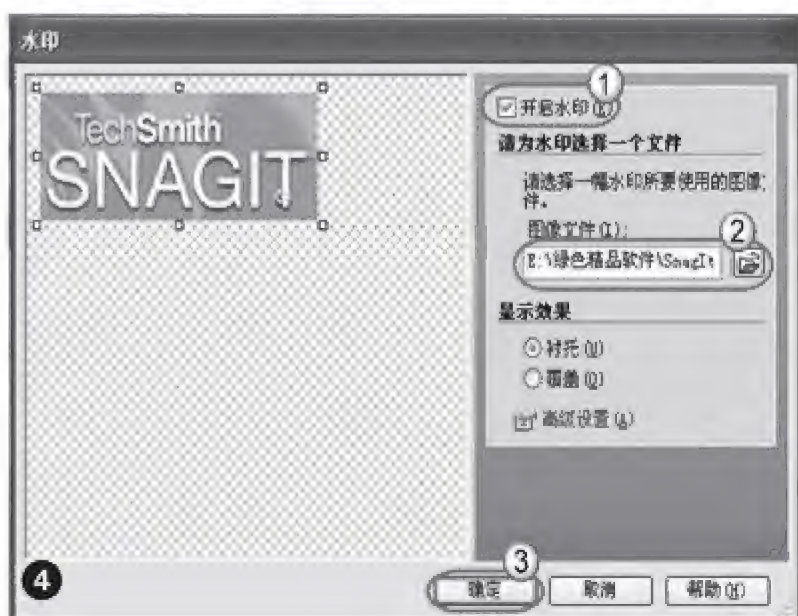 水印
TechSmith
SNAGIT
1
开启水印(E)
请为水印选择一个文件
请选择一幅水印所要使用的图像
件。
图像文件(I):
2
E:\绿色精品软件\SnagIt
显示效果
衬托(U)
覆盖(O)
高级设置(A)
3
4
确定
取消
帮助(H)